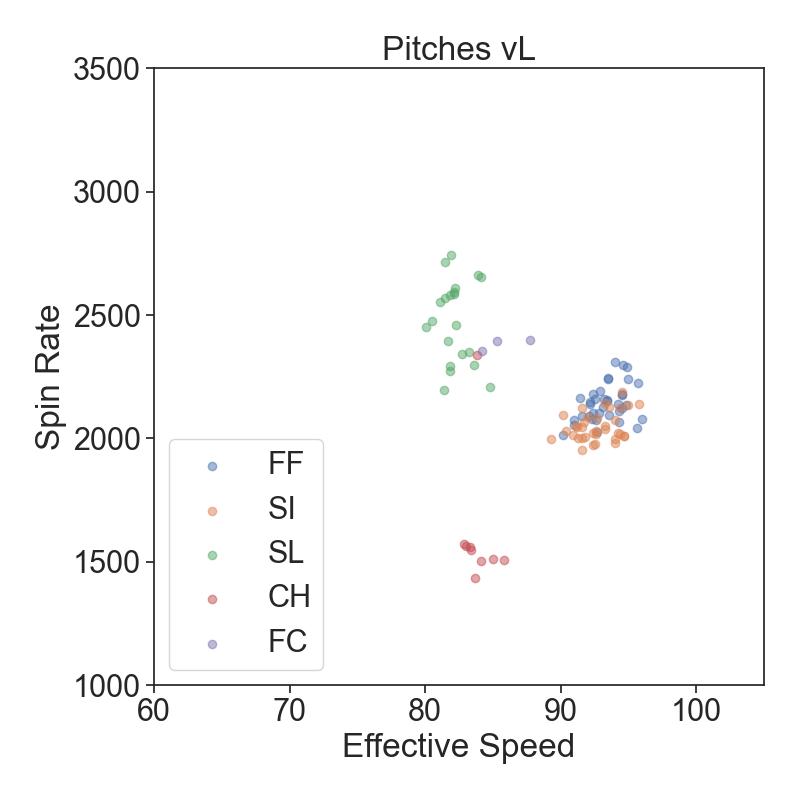 Pitches vL
3500
3000
2500
2000
1500
1000
Spin Rate
FF
SI
SL
CH
FC
60 70 80 90 100
Effective Speed